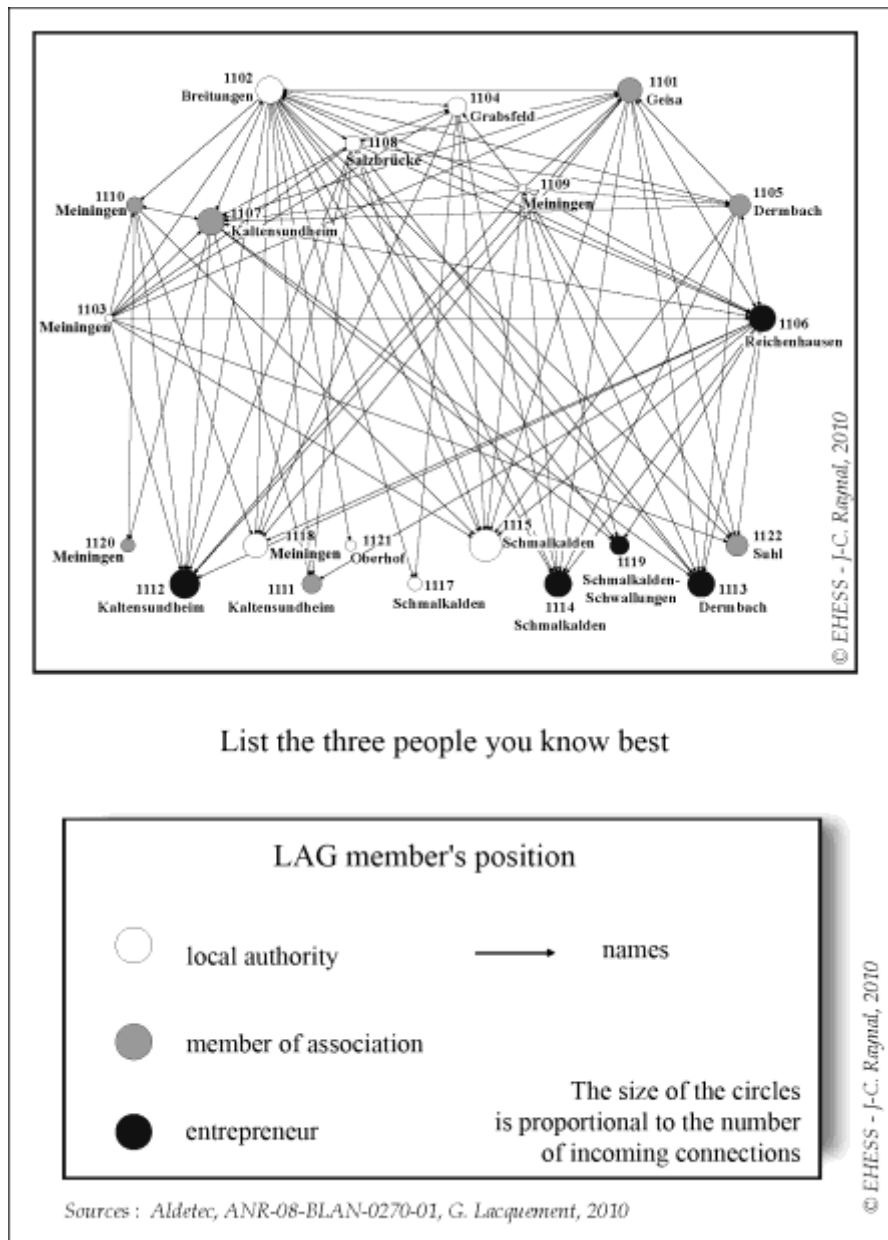 1102
Breitungen
1104
Grabsfeld
1101
Geisa
1108
Salzbrücke
1110
Meiningen
1107
Kaltensundheim
1109
Meiningen
1105
Dermbach
1103
Meiningen
1106
Reichenhausen
1120
Meiningen
1118
Meiningen
1121
Oberhof
1115
Schmalkalden
1119
Schmalkalden-
Schwallungen
1122
Suhl
1112
Kaltensundheim
1111
Kaltensundheim
1117
Schmalkalden
1114
Schmalkalden
1113
Dermbach
© EHESS - J-C. Raynal, 2010
List the three people you know best
LAG member's position
local authority
names
member of association
entrepreneur
The size of the circles
is proportional to the number
of incoming connections
© EHESS - J-C. Raynal, 2010
Sources : Aldetec, ANR-08-BLAN-0270-01, G. Lacquement, 2010